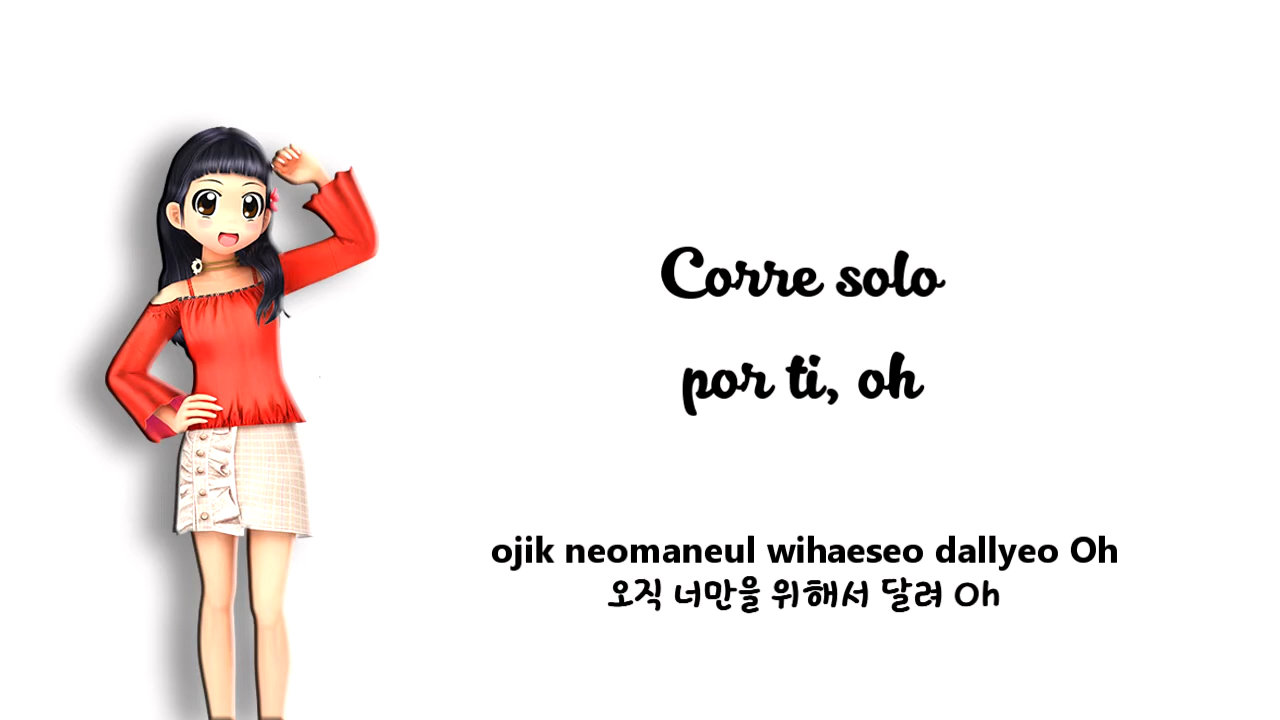 Corre solo
por ti, oh
ojik neomaneul wihaeseo dallyeo Oh
오직 너만을 위해서 달려 Oh